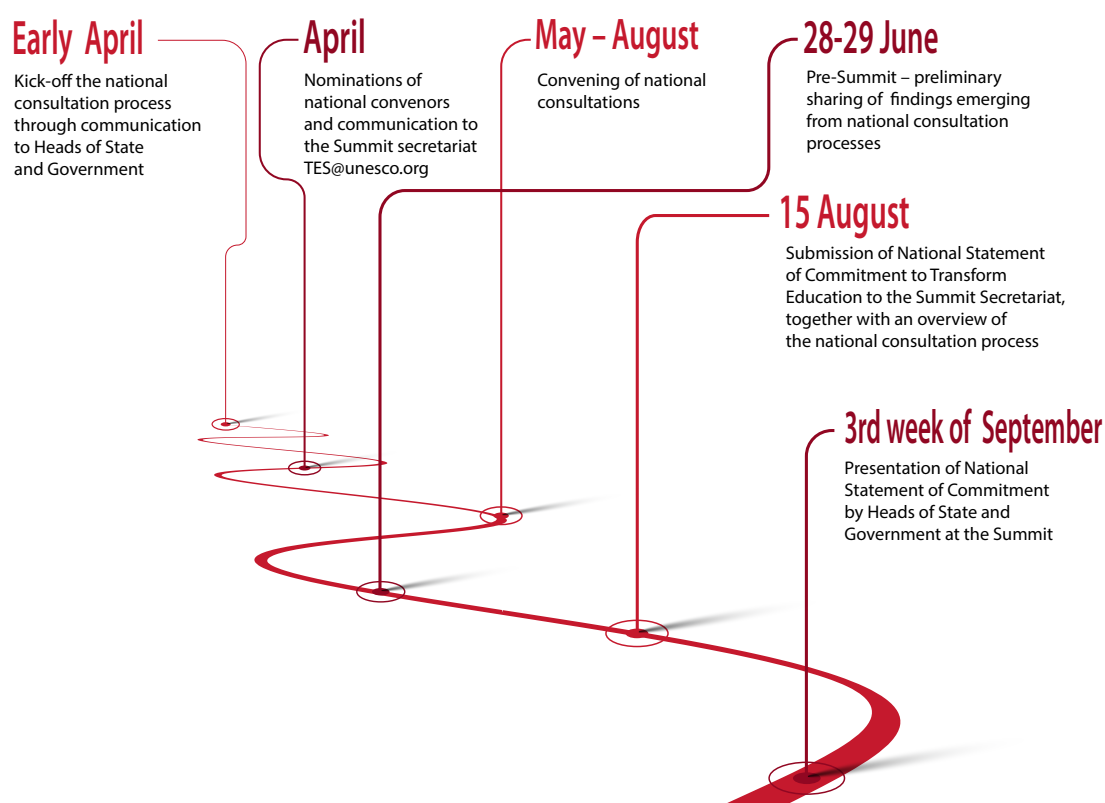 Early April
Kick-off the national
consultation process
through communication
to Heads of State
and Government
April
Nominations of
national convenors
and communication to
the Summit secretariat
TES@unesco.org
May – August
Convening of national
consultations
28-29 June
Pre-Summit – preliminary
sharing of findings emerging
from national consultation
processes
15 August
Submission of National Statement
of Commitment to Transform
Education to the Summit Secretariat,
together with an overview of
the national consultation process
3rd week of September
Presentation of National
Statement of Commitment
by Heads of State and
Government at the Summit